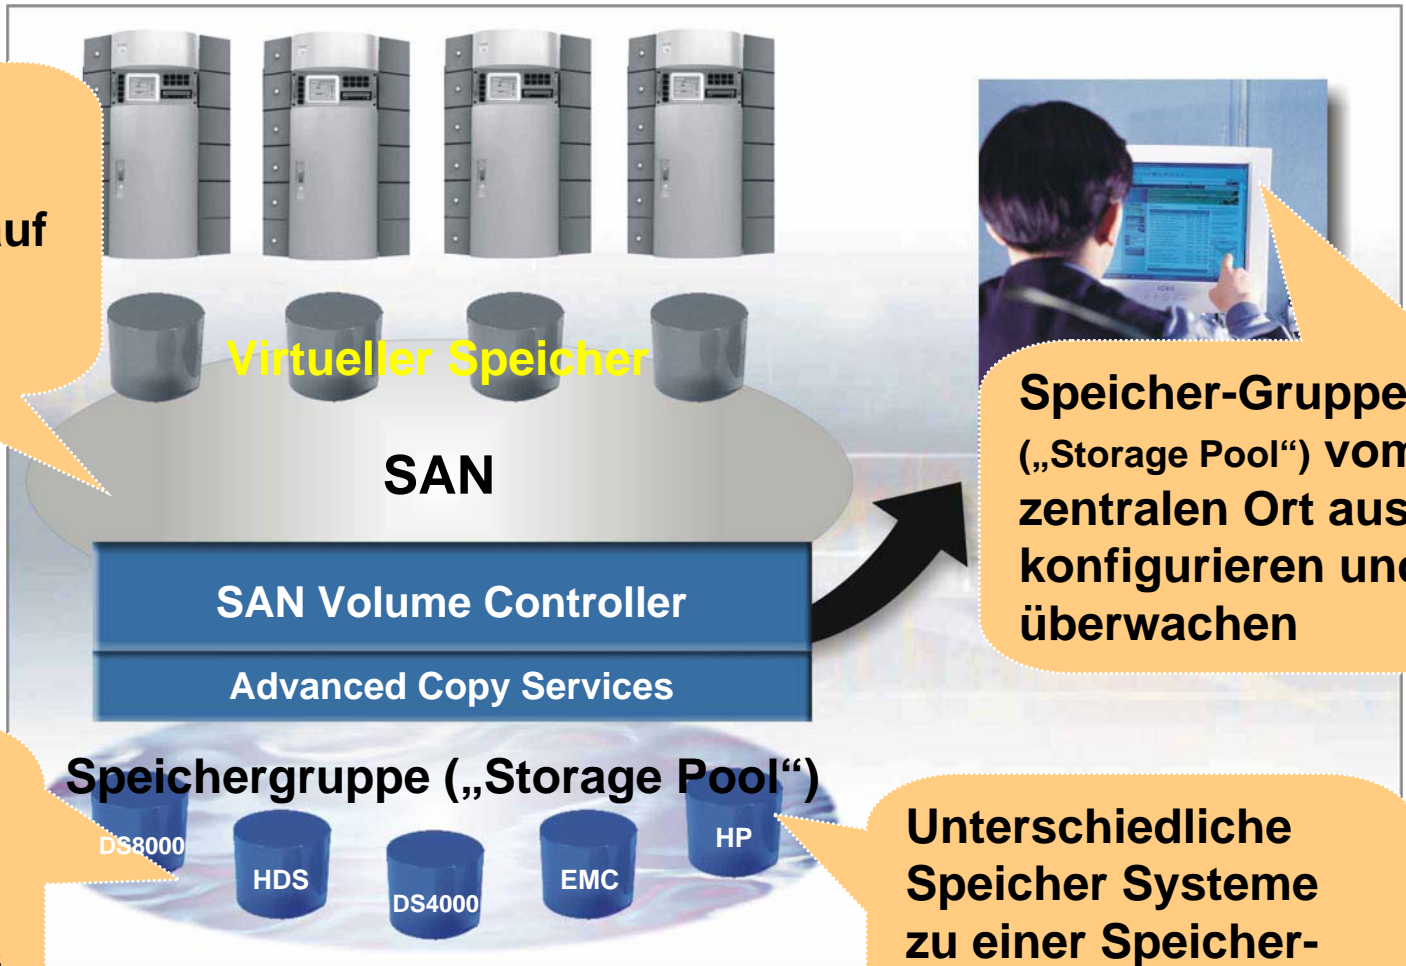 auf
Virtueller Speicher
SAN
SAN Volume Controller
Advanced Copy Services
Speicher-Gruppe
(„Storage Pool“) vom
zentralen Ort aus
konfigurieren und
überwachen
Speichergruppe („Storage Pool“)
DS8000
HDS
DS4000
EMC
HP
Unterschiedliche
Speicher Systeme
zu einer Speicher-